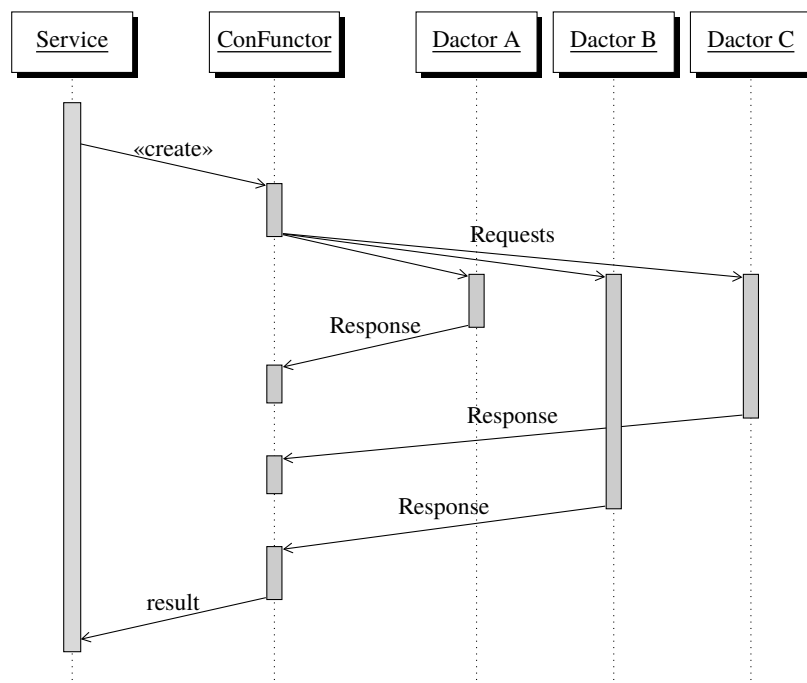 Service
ConFunctor
Dactor A
Dactor B
Dactor C
«create»
Requests
Response
Response
Response
result